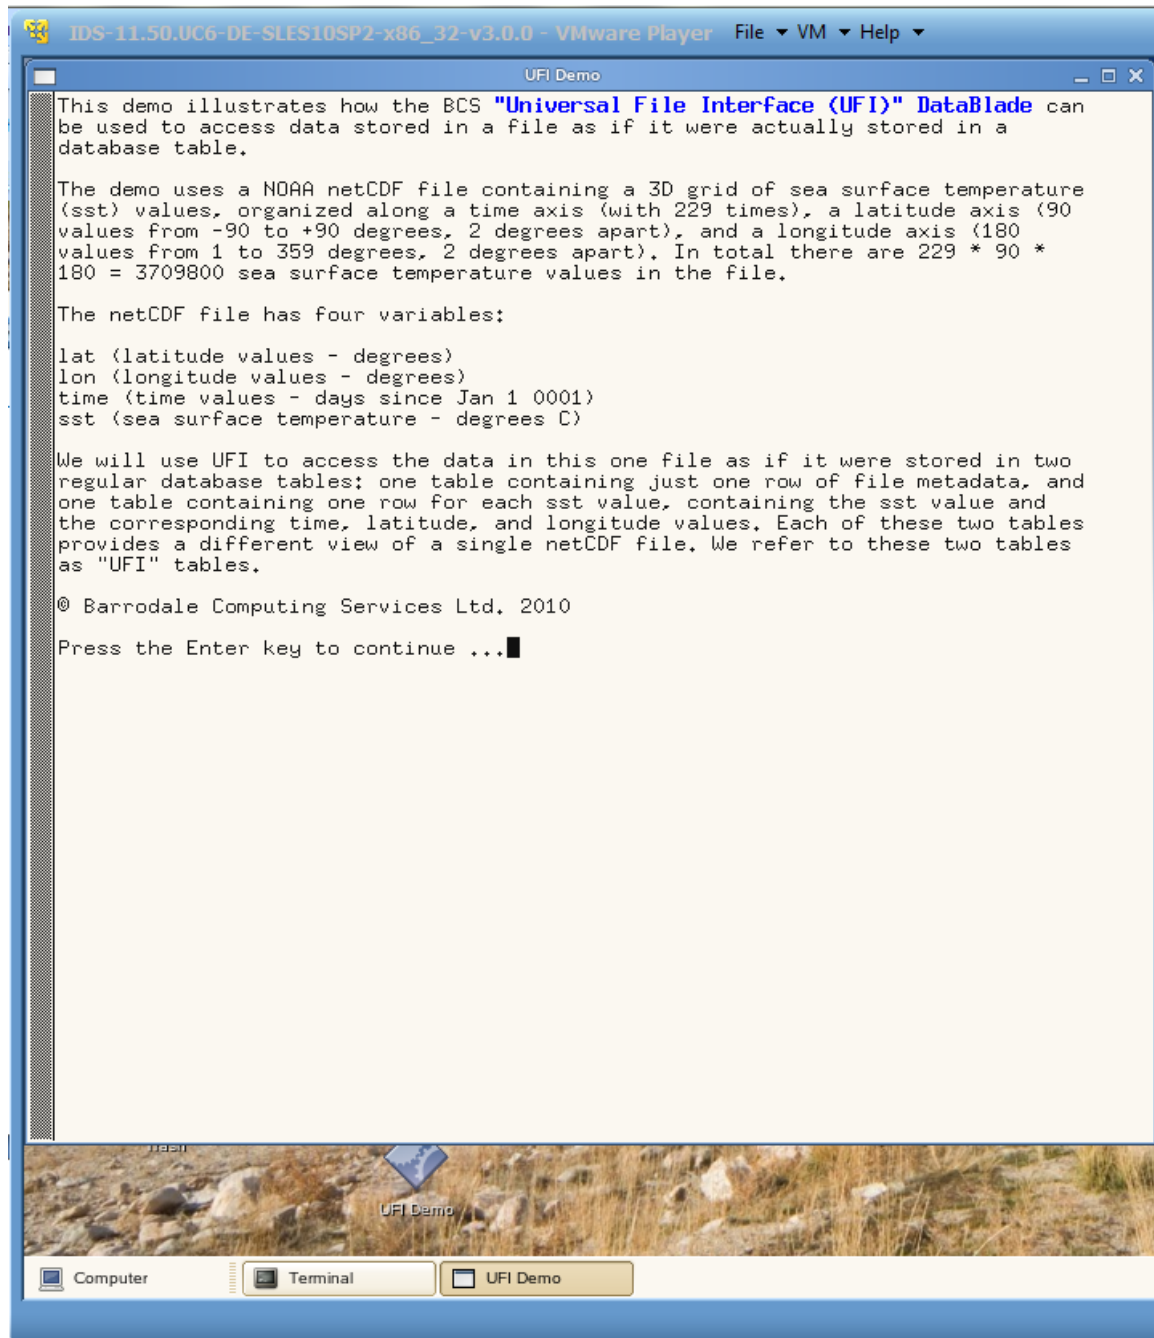 IDS-11.50.UC6-DE-SLES10SP2-x86_32-v3.0.0 - VMware Player File VM Help
UFI Demo
This demo illustrates how the BCS "Universal File Interface (UFI)" DataBlade can
be used to access data stored in a file as if it were actually stored in a
database table.
The demo uses a NOAA netCDF file containing a 3D grid of sea surface temperature
(sst) values, organized along a time axis (with 229 times), a latitude axis (90
values from -90 to +90 degrees, 2 degrees apart), and a longitude axis (180
values from 1 to 359 degrees, 2 degrees apart). In total there are 229 * 90 *
180 = 3709800 sea surface temperature values in the file.
The netCDF file has four variables:
lat (latitude values - degrees)
lon (longitude values - degrees)
time (time values - days since Jan 1 0001)
sst (sea surface temperature - degrees C)
We will use UFI to access the data in this one file as if it were stored in two
regular database tables: one table containing just one row of file metadata, and
one table containing one row for each sst value, containing the sst value and
the corresponding time, latitude, and longitude values. Each of these two tables
provides a different view of a single netCDF file. We refer to these two tables
as "UFI" tables.
© Barrodale Computing Services Ltd. 2010
Press the Enter key to continue ...
UFI Demo
Computer Terminal UFI Demo